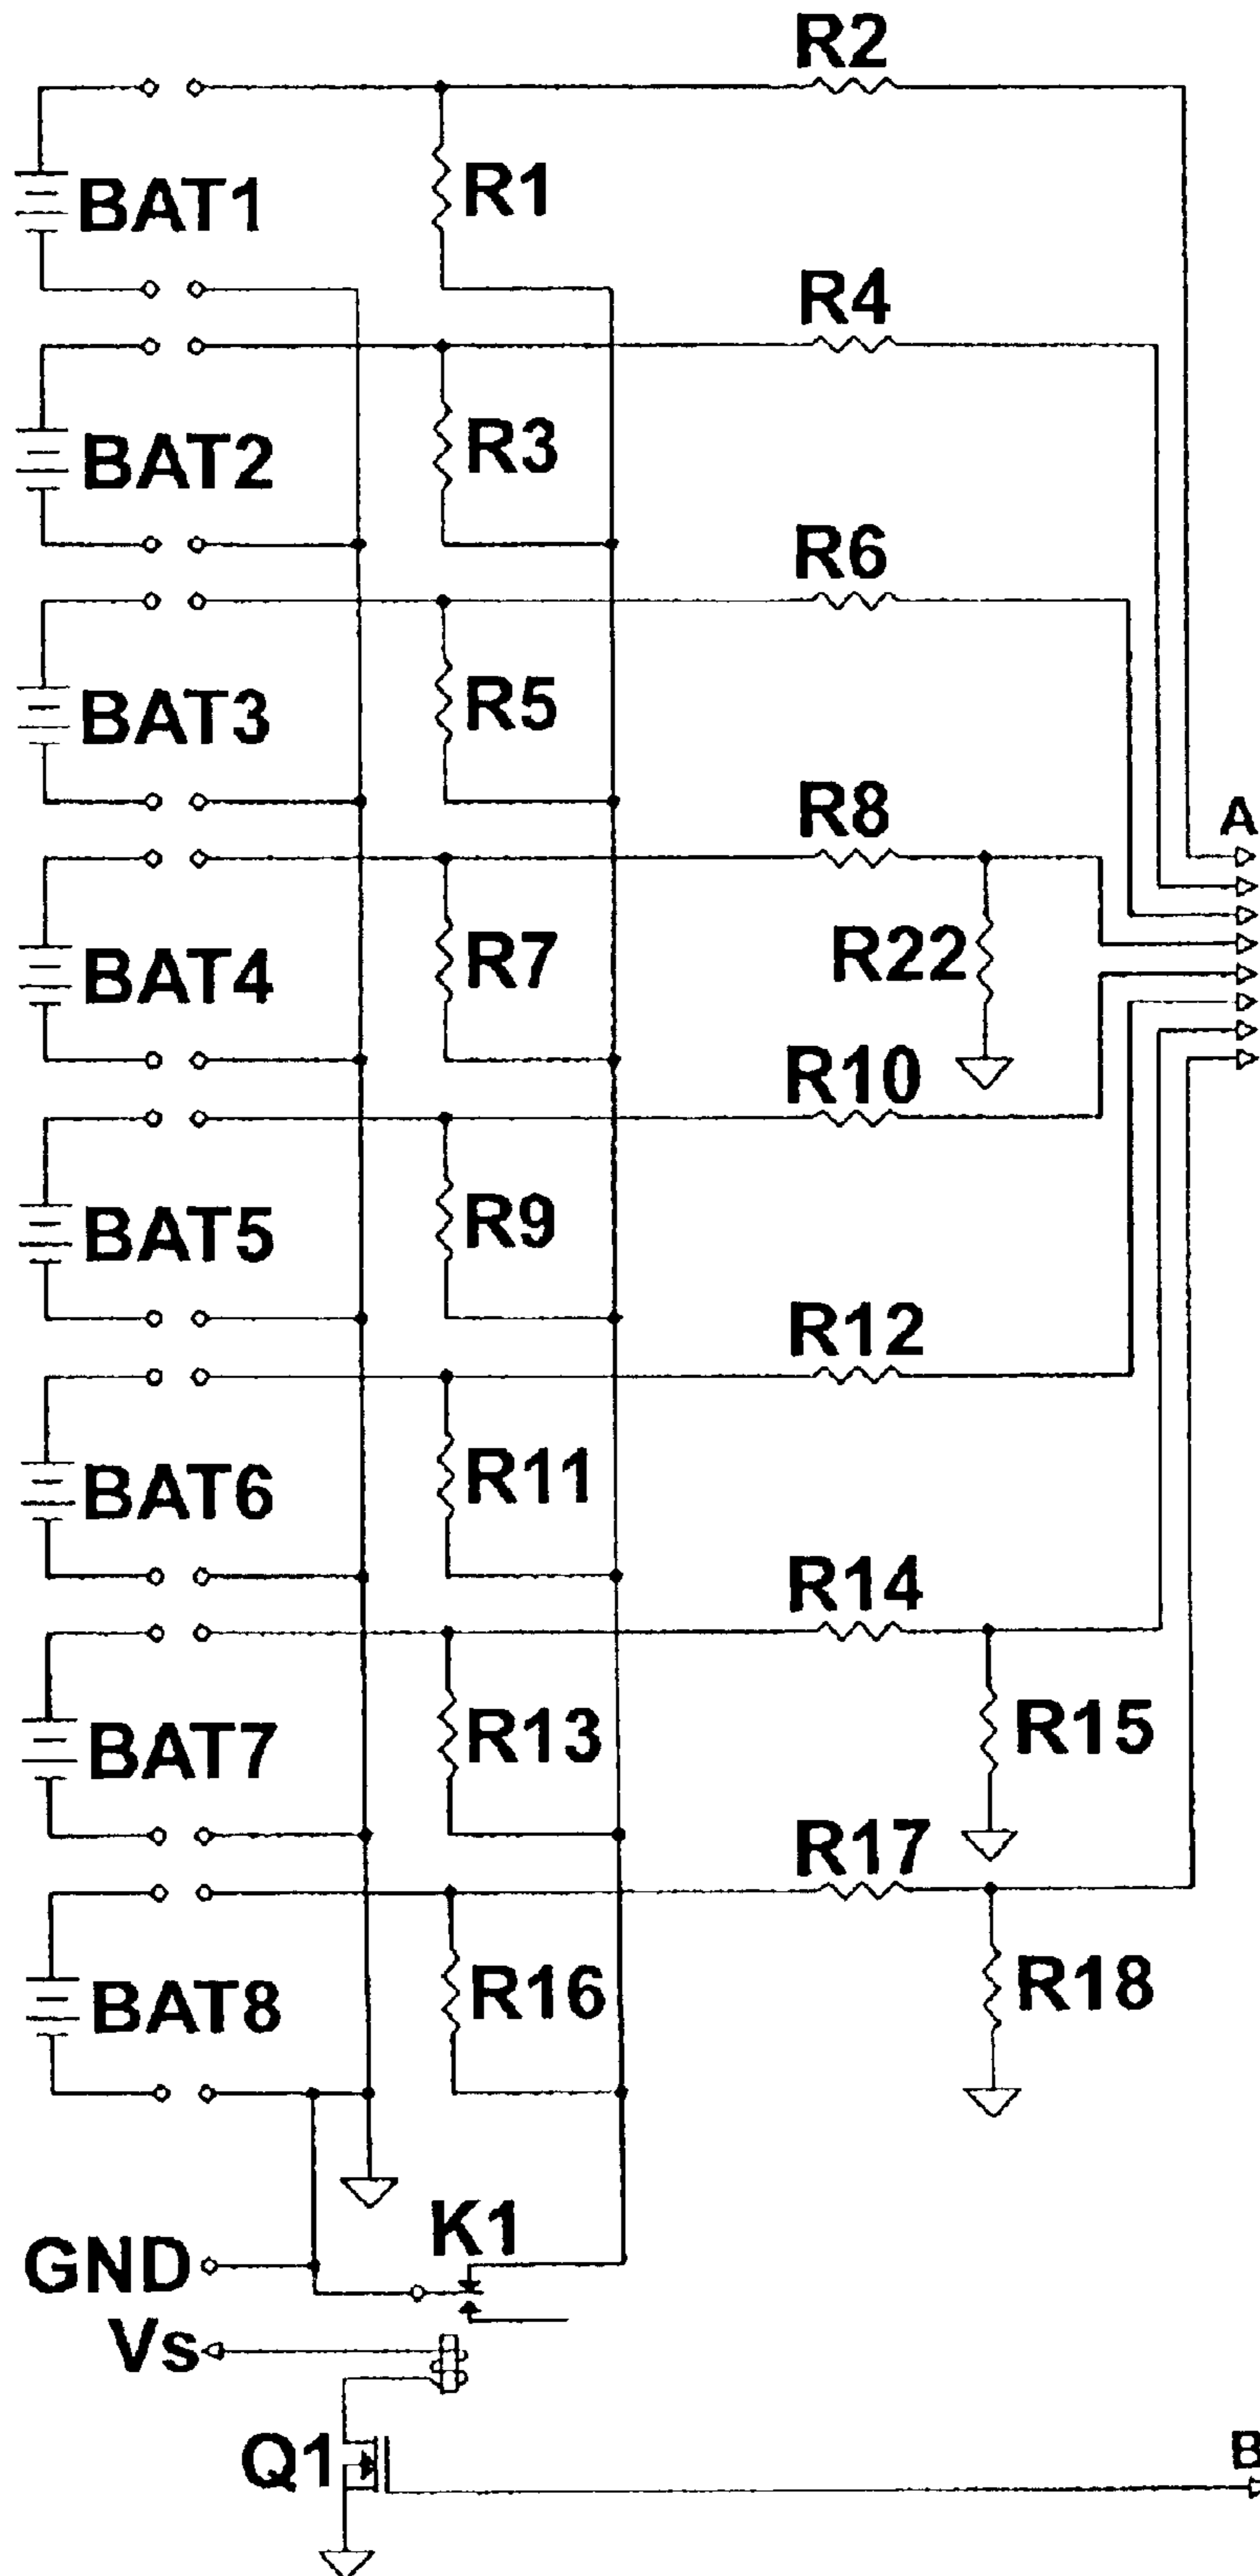 R2
BAT1
R1
R4
BAT2
R3
R6
BAT3
R5
R8
A
BAT4
R7
R22
R10
BAT5
R9
R12
BAT6
R11
R14
BAT7
R13
R15
R17
BAT8
R16
R18
K1
GND
Vs
Q1
B